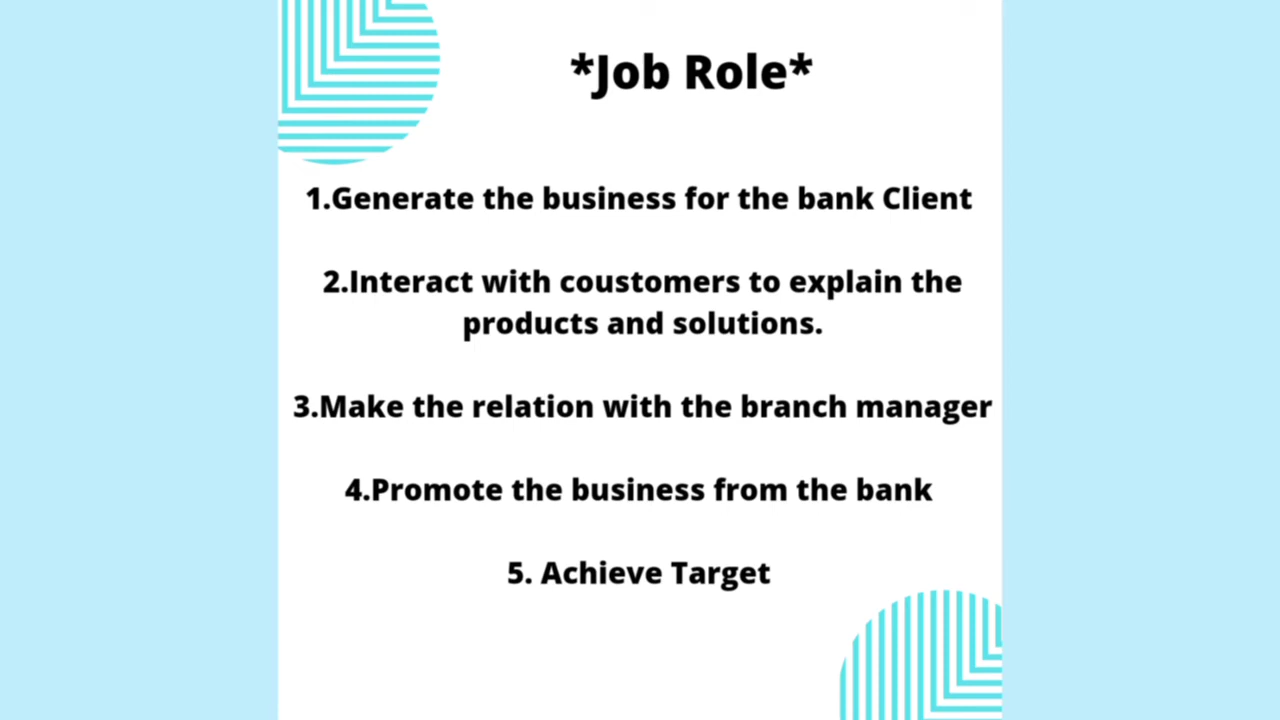 *Job Role*
1.Generate the business for the bank Client
2.Interact with coustomers to explain the
products and solutions.
3.Make the relation with the branch manager
4.Promote the business from the bank
5. Achieve Target